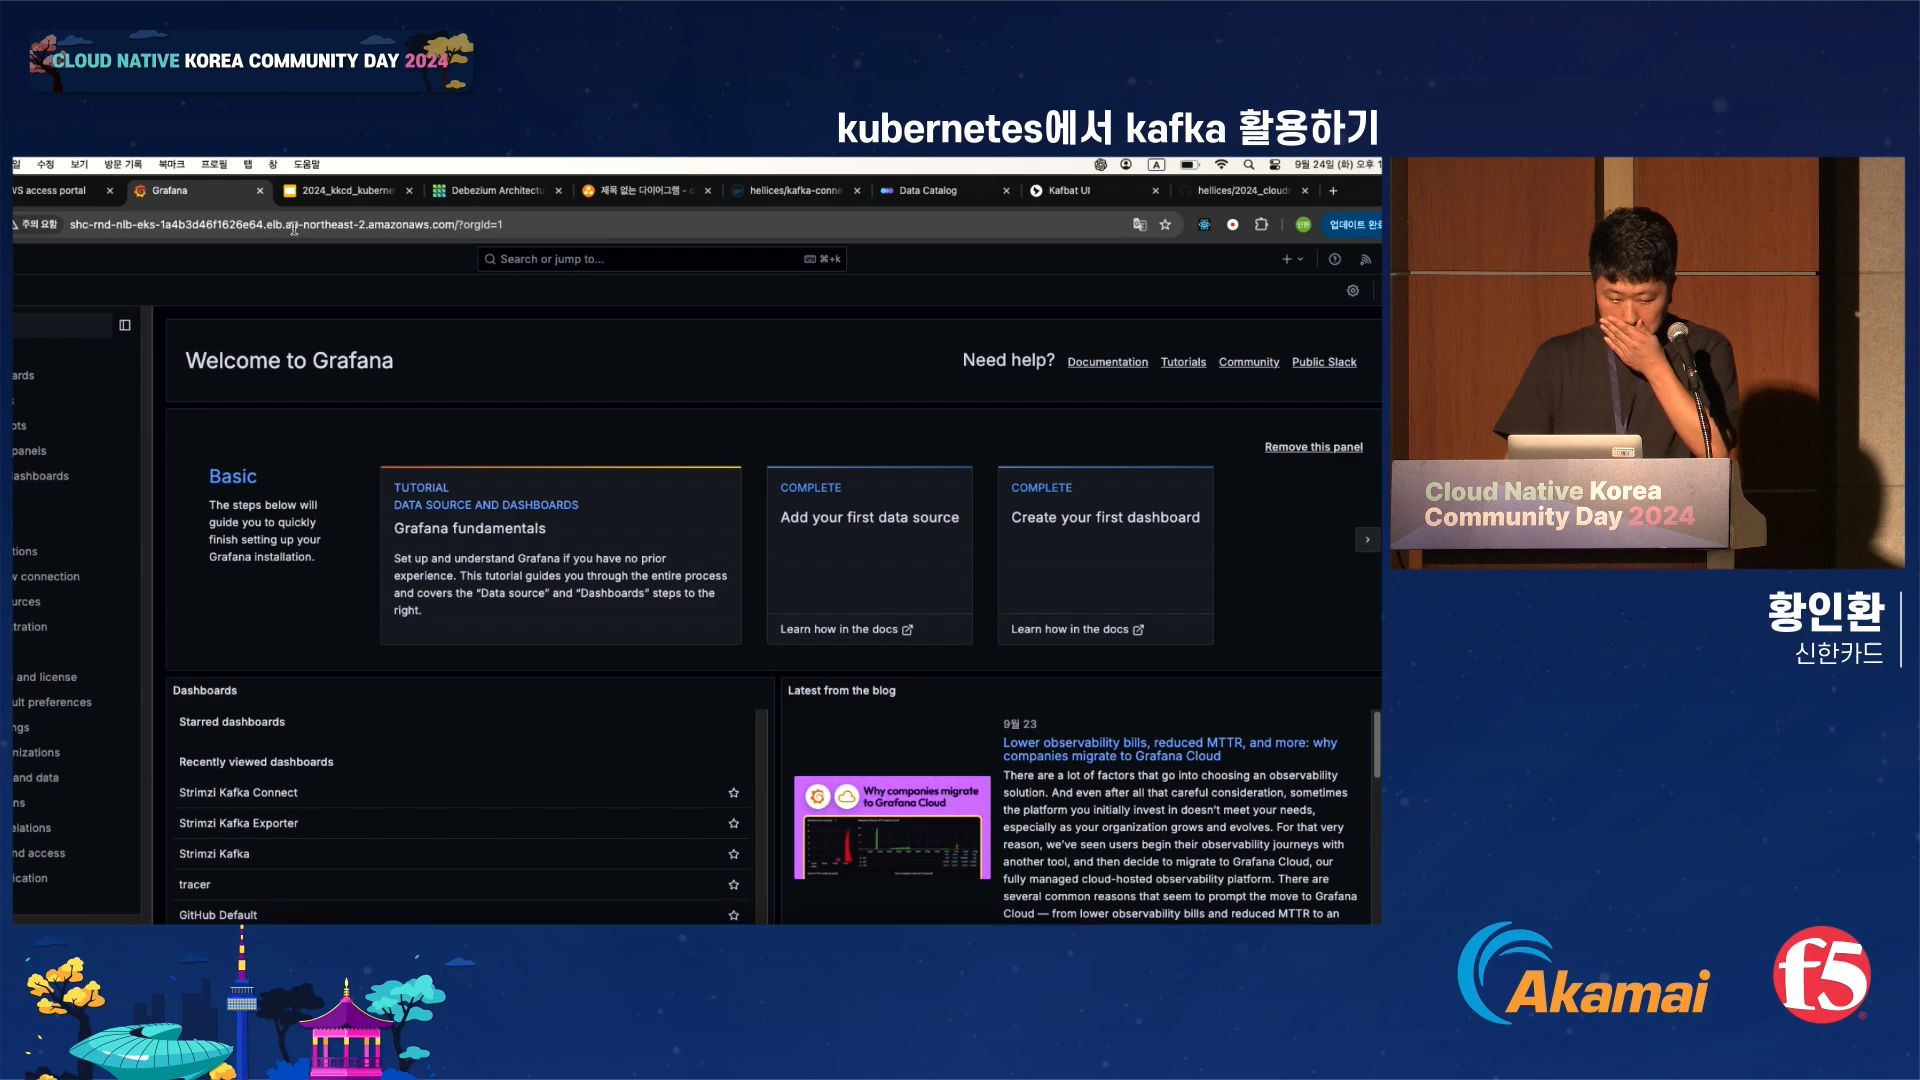 CLOUD NATIVE KOREA COMMUNITY DAY 2024
kubernetes에서 kafka 활용하기
일 수정 보기 방문 기록 북마크 프로필 탭 창 도움말
A 9월 24일 (화) 오후 1
VS access portal
Grafana
2024_kkcd_kuberne
Debezium Architectu
제목 없는 다이어그램 - d
hellices/kafka-conne
Data Catalog
Kafbat UI
hellices/2024_cloudn
주의 요함 shc-rnd-nlb-eks-1a4b3d46f1626e64.elb.ap-northeast-2.amazonaws.com/?orgId=1
업데이트 완료
Search or jump to... ⌘+k
ards
s
pts
panels
ashboards
tions
v connection
urces
tration
and license
ult preferences
ngs
nizations
and data
ns
elations
nd access
ication
Welcome to Grafana
Need help? Documentation Tutorials Community Public Slack
Remove this panel
Basic
The steps below will
guide you to quickly
finish setting up your
Grafana installation.
TUTORIAL
DATA SOURCE AND DASHBOARDS
Grafana fundamentals
Set up and understand Grafana if you have no prior
experience. This tutorial guides you through the entire process
and covers the “Data source” and “Dashboards” steps to the
right.
COMPLETE
Add your first data source
Learn how in the docs
COMPLETE
Create your first dashboard
Learn how in the docs
Dashboards
Starred dashboards
Recently viewed dashboards
Strimzi Kafka Connect
Strimzi Kafka Exporter
Strimzi Kafka
tracer
GitHub Default
Latest from the blog
9월 23
Lower observability bills, reduced MTTR, and more: why
companies migrate to Grafana Cloud
Why companies migrate
to Grafana Cloud
There are a lot of factors that go into choosing an observability
solution. And even after all that careful consideration, sometimes
the platform you initially invest in doesn’t meet your needs,
especially as your organization grows and evolves. For that very
reason, we’ve seen users begin their observability journeys with
another tool, and then decide to migrate to Grafana Cloud, our
fully managed cloud-hosted observability platform. There are
several common reasons that seem to prompt the move to Grafana
Cloud — from lower observability bills and reduced MTTR to an
Cloud Native Korea
Community Day 2024
황인환
신한카드
Akamai
f5